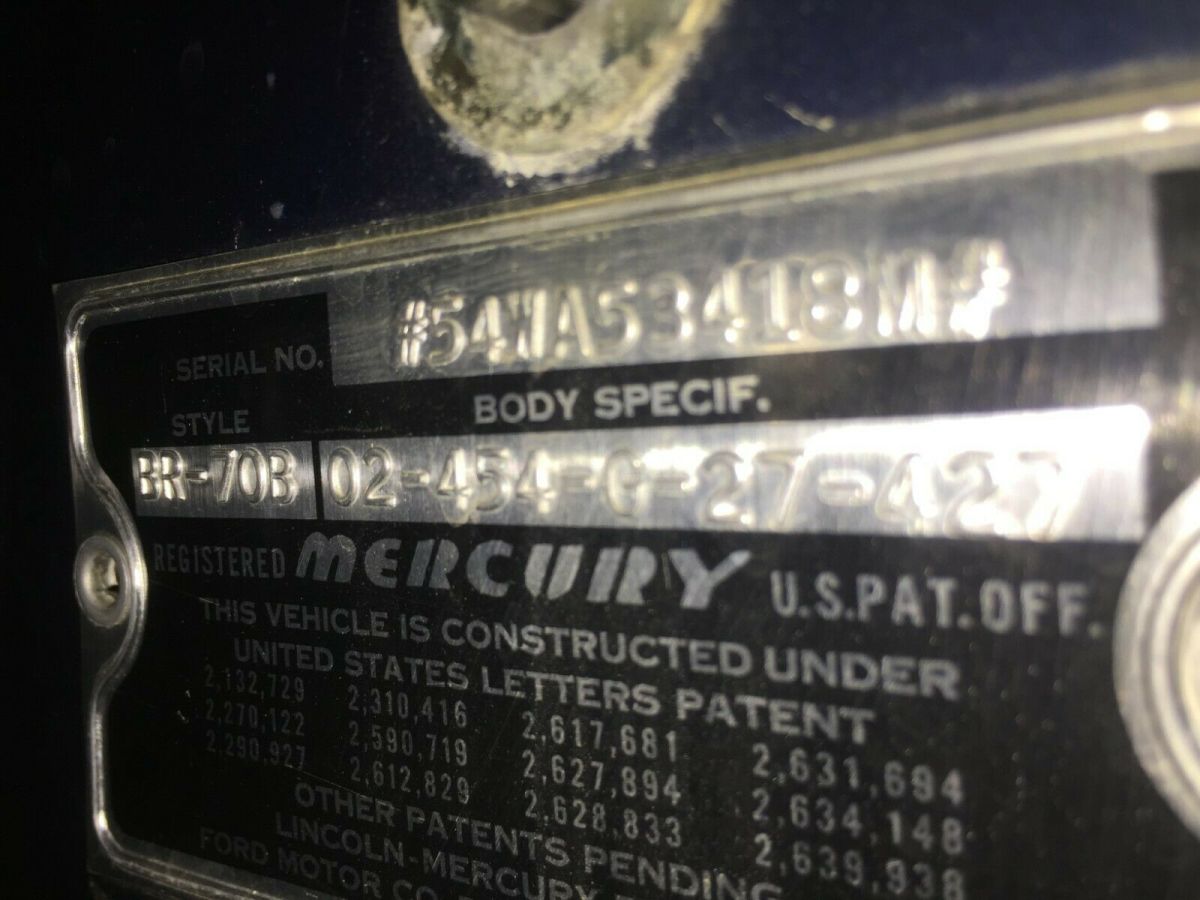 SERIAL NO. #54WA53418M#
STYLE BODY SPECIF.
BR-70B 02-454-G-27-427
REGISTERED MERCURY U.S.PAT.OFF.
THIS VEHICLE IS CONSTRUCTED UNDER
UNITED STATES LETTERS PATENT
2,132,729 2,310,416 2,617,681 2,631,694
2,270,122 2,590,719 2,627,894 2,634,148
2,290,927 2,612,829 2,628,833 2,639,938
OTHER PATENTS PENDING
LINCOLN-MERCURY
FORD MOTOR CO